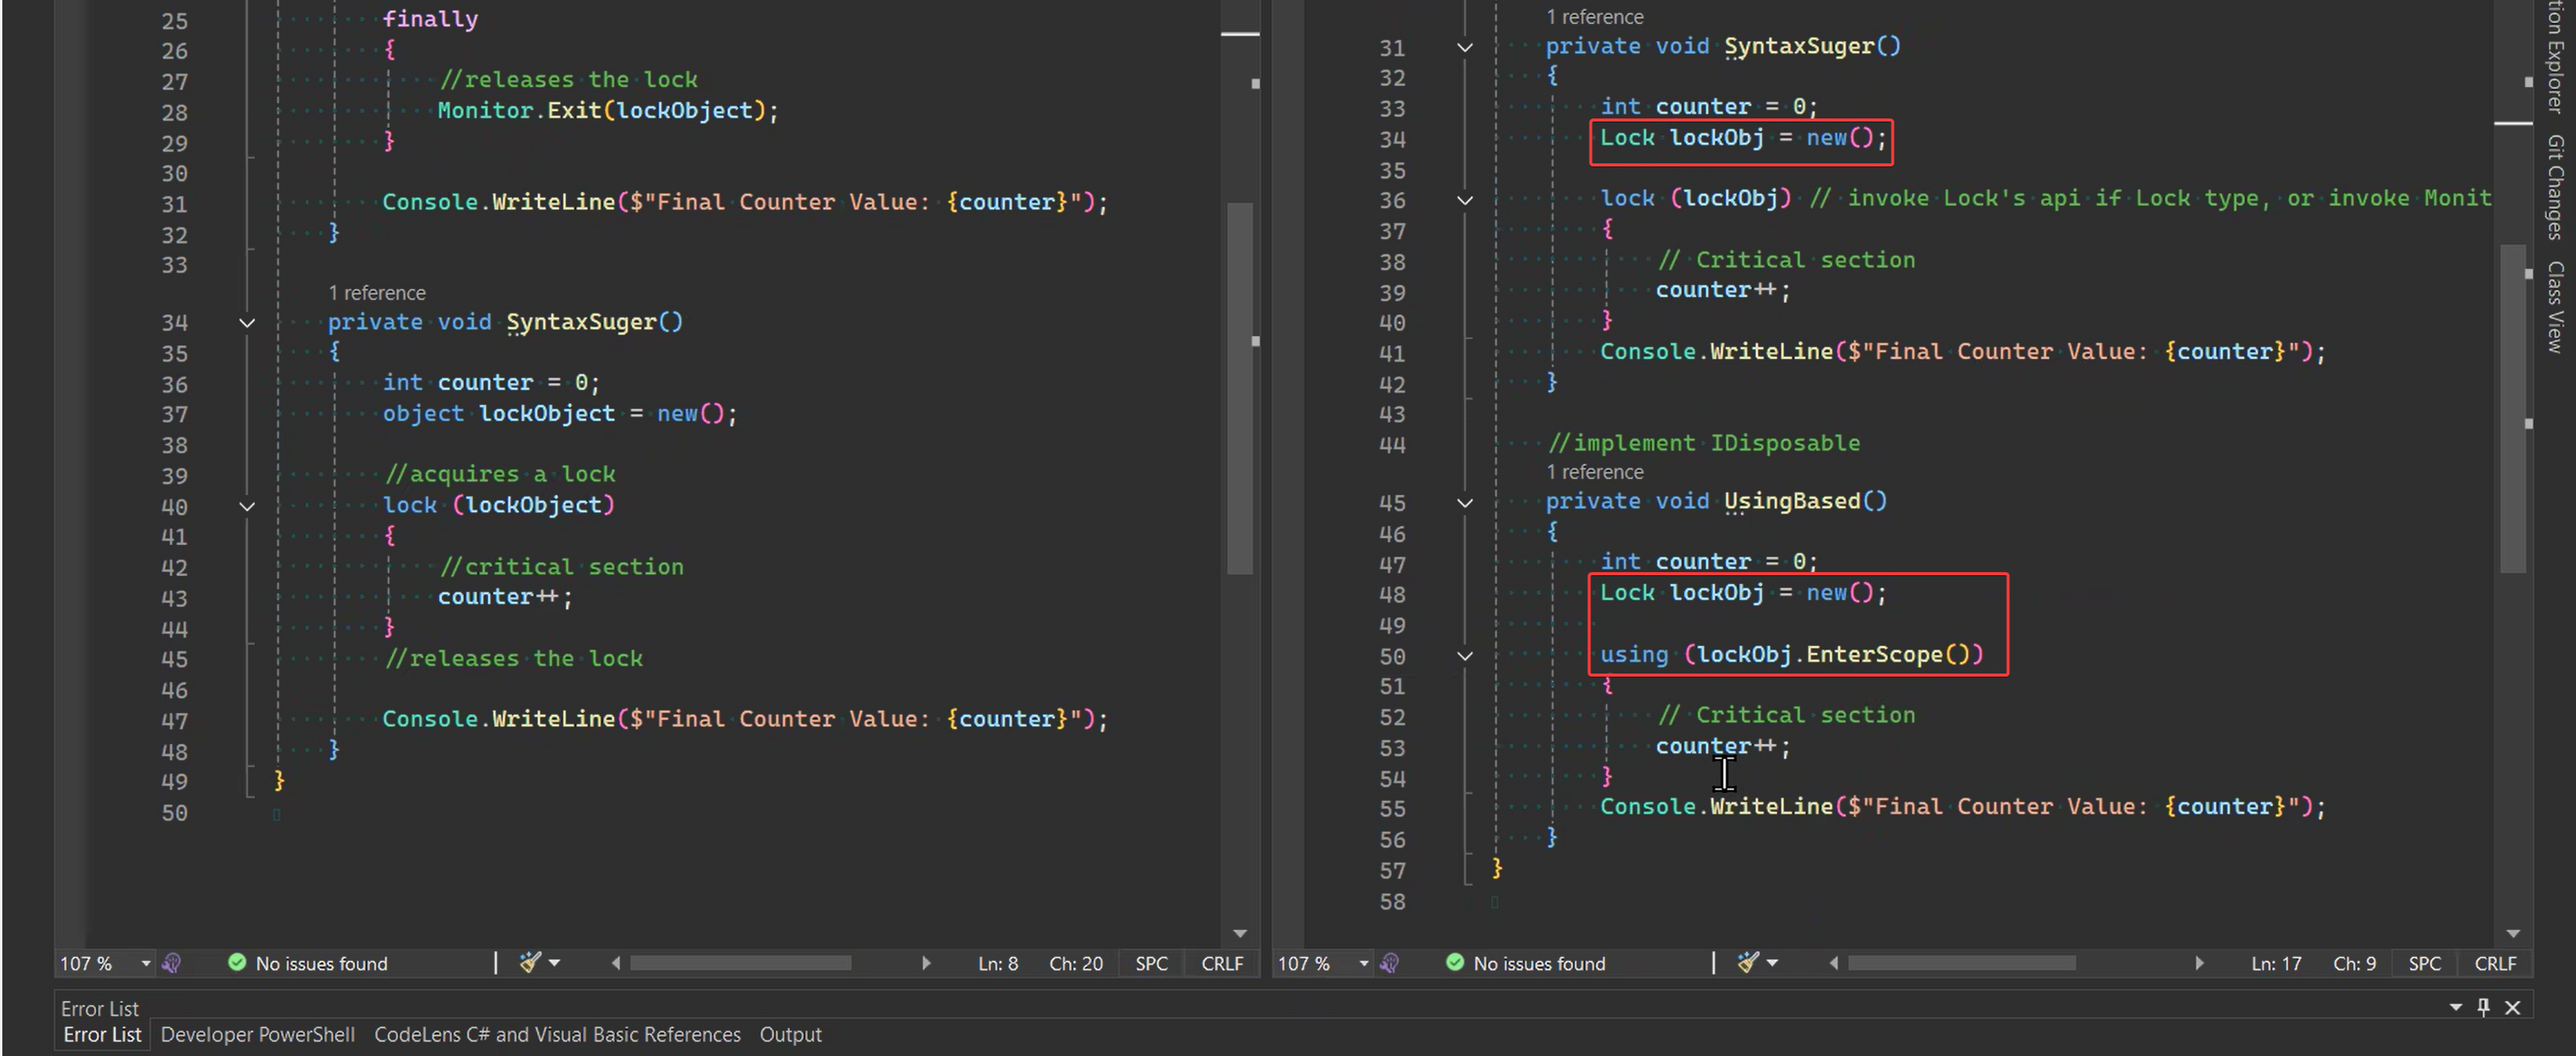 25 finally
26 {
27 //releases the lock
28 Monitor.Exit(lockObject);
29 }
30
31 Console.WriteLine($"Final Counter Value: {counter}");
32 }
33
1 reference
34 private void SyntaxSuger()
35 {
36 int counter = 0;
37 object lockObject = new();
38
39 //acquires a lock
40 lock (lockObject)
41 {
42 //critical section
43 counter++;
44 }
45 //releases the lock
46
47 Console.WriteLine($"Final Counter Value: {counter}");
48 }
49 }
50
107 % No issues found Ln: 8 Ch: 20 SPC CRLF
1 reference
31 private void SyntaxSuger()
32 {
33 int counter = 0;
34 Lock lockObj = new();
35
36 lock (lockObj) // invoke Lock's api if Lock type, or invoke Monit
37 {
38 // Critical section
39 counter++;
40 }
41 Console.WriteLine($"Final Counter Value: {counter}");
42 }
43
44 //implement IDisposable
1 reference
45 private void UsingBased()
46 {
47 int counter = 0;
48 Lock lockObj = new();
49
50 using (lockObj.EnterScope())
51 {
52 // Critical section
53 counter++;
54 }
55 Console.WriteLine($"Final Counter Value: {counter}");
56 }
57 }
58
107 % No issues found Ln: 17 Ch: 9 SPC CRLF
tion Explorer
Git Changes
Class View
Error List
Error List Developer PowerShell CodeLens C# and Visual Basic References Output